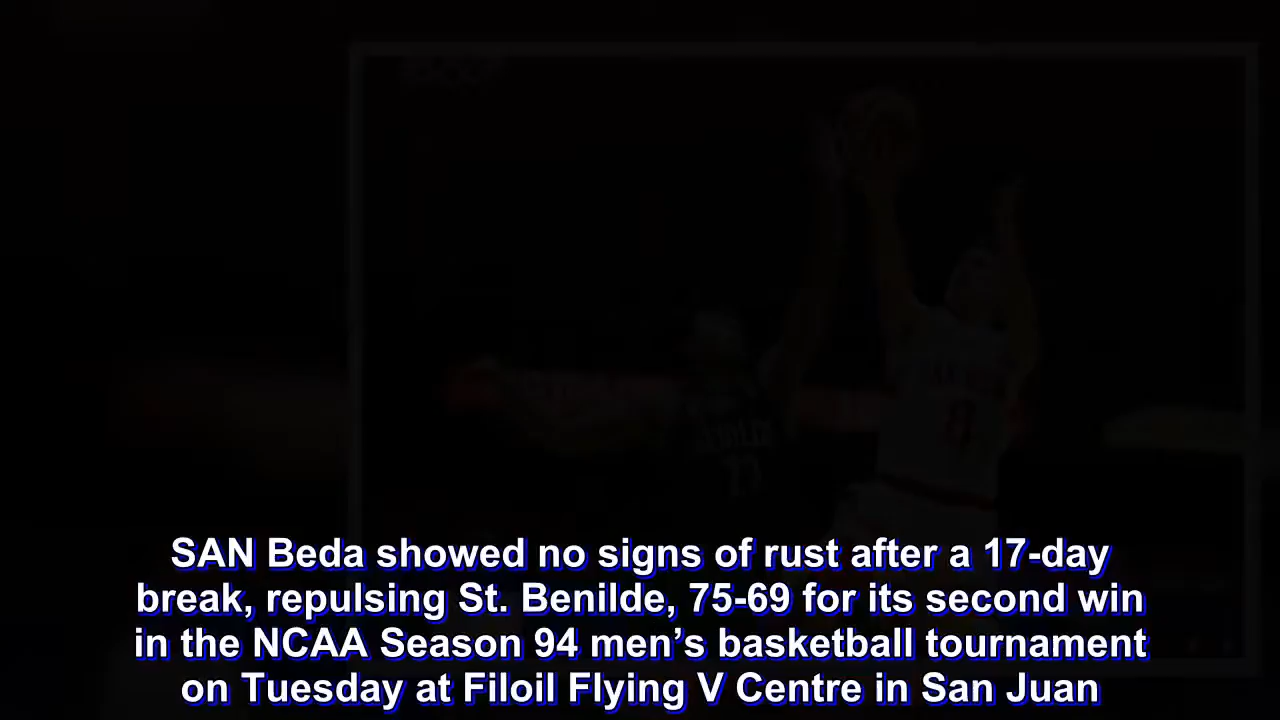 SAN Beda showed no signs of rust after a 17-day
break, repulsing St. Benilde, 75-69 for its second win
in the NCAA Season 94 men’s basketball tournament
on Tuesday at Filoil Flying V Centre in San Juan